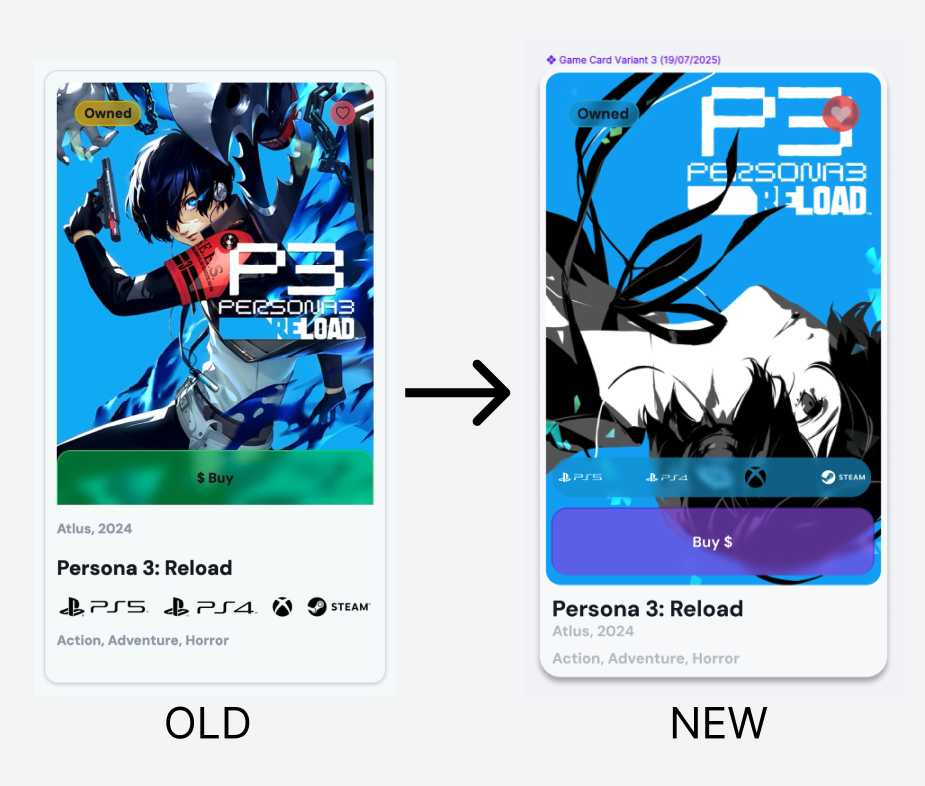 Owned
P3
PERSONA3
RELOAD
$ Buy
Atlus, 2024
Persona 3: Reload
PS5 PS4 STEAM
Action, Adventure, Horror
OLD
Game Card Variant 3 (19/07/2025)
Owned
P3
PERSONA3
RELOAD™
PS5 PS4 STEAM
Buy $
Persona 3: Reload
Atlus, 2024
Action, Adventure, Horror
NEW